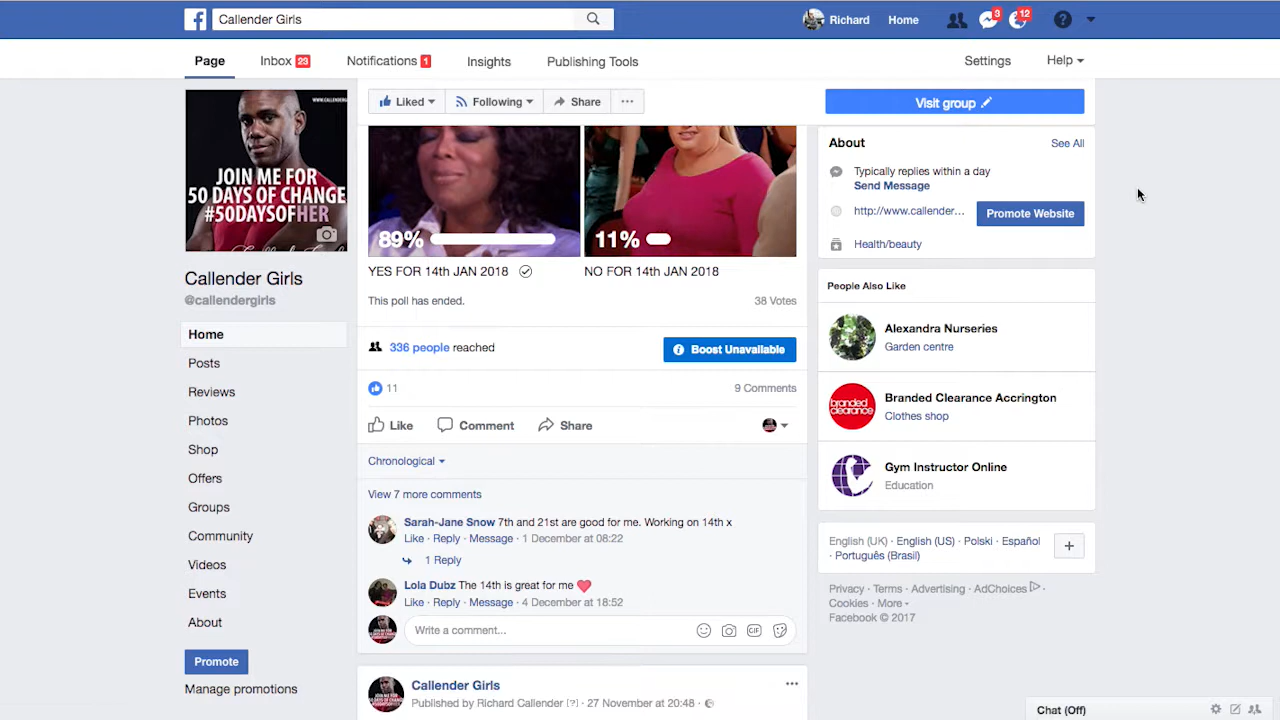 Callender Girls
Richard
Home
3
12
Page
Inbox 23
Notifications 1
Insights
Publishing Tools
Settings
Help
JOIN ME FOR
50 DAYS OF CHANGE
#50DAYSOFHER
Callender Girls
@callendergirls
Home
Posts
Reviews
Photos
Shop
Offers
Groups
Community
Videos
Events
About
Promote
Manage promotions
Liked
Following
Share
Visit group
89%
11%
YES FOR 14th JAN 2018
NO FOR 14th JAN 2018
This poll has ended.
38 Votes
336 people reached
Boost Unavailable
11
9 Comments
Like
Comment
Share
Chronological
View 7 more comments
Sarah-Jane Snow 7th and 21st are good for me. Working on 14th x
Like · Reply · Message · 1 December at 08:22
1 Reply
Lola Dubz The 14th is great for me
Like · Reply · Message · 4 December at 18:52
Write a comment...
GIF
Callender Girls
Published by Richard Callender [?] · 27 November at 20:48 ·
About
See All
Typically replies within a day
Send Message
http://www.callender...
Promote Website
Health/beauty
People Also Like
Alexandra Nurseries
Garden centre
branded
clearance
Branded Clearance Accrington
Clothes shop
Gym Instructor Online
Education
English (UK) · English (US) · Polski · Español
· Português (Brasil)
Privacy · Terms · Advertising · AdChoices ·
Cookies · More
Facebook © 2017
Chat (Off)